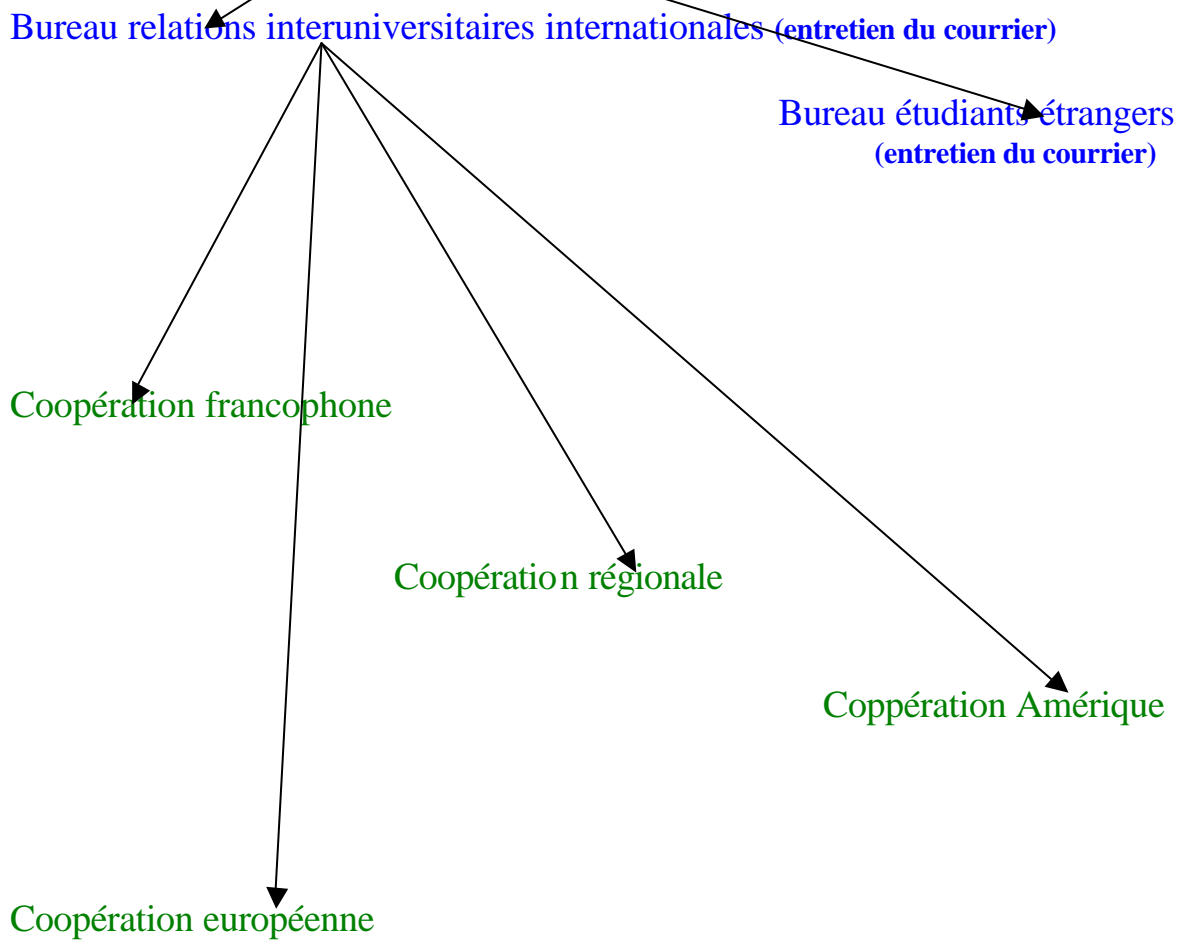 Bureau relations interuniversitaires internationales (entretien du courrier)
Bureau étudiants étrangers
(entretien du courrier)
Coopération francophone
Coopération régionale
Coppération Amérique
Coopération européenne